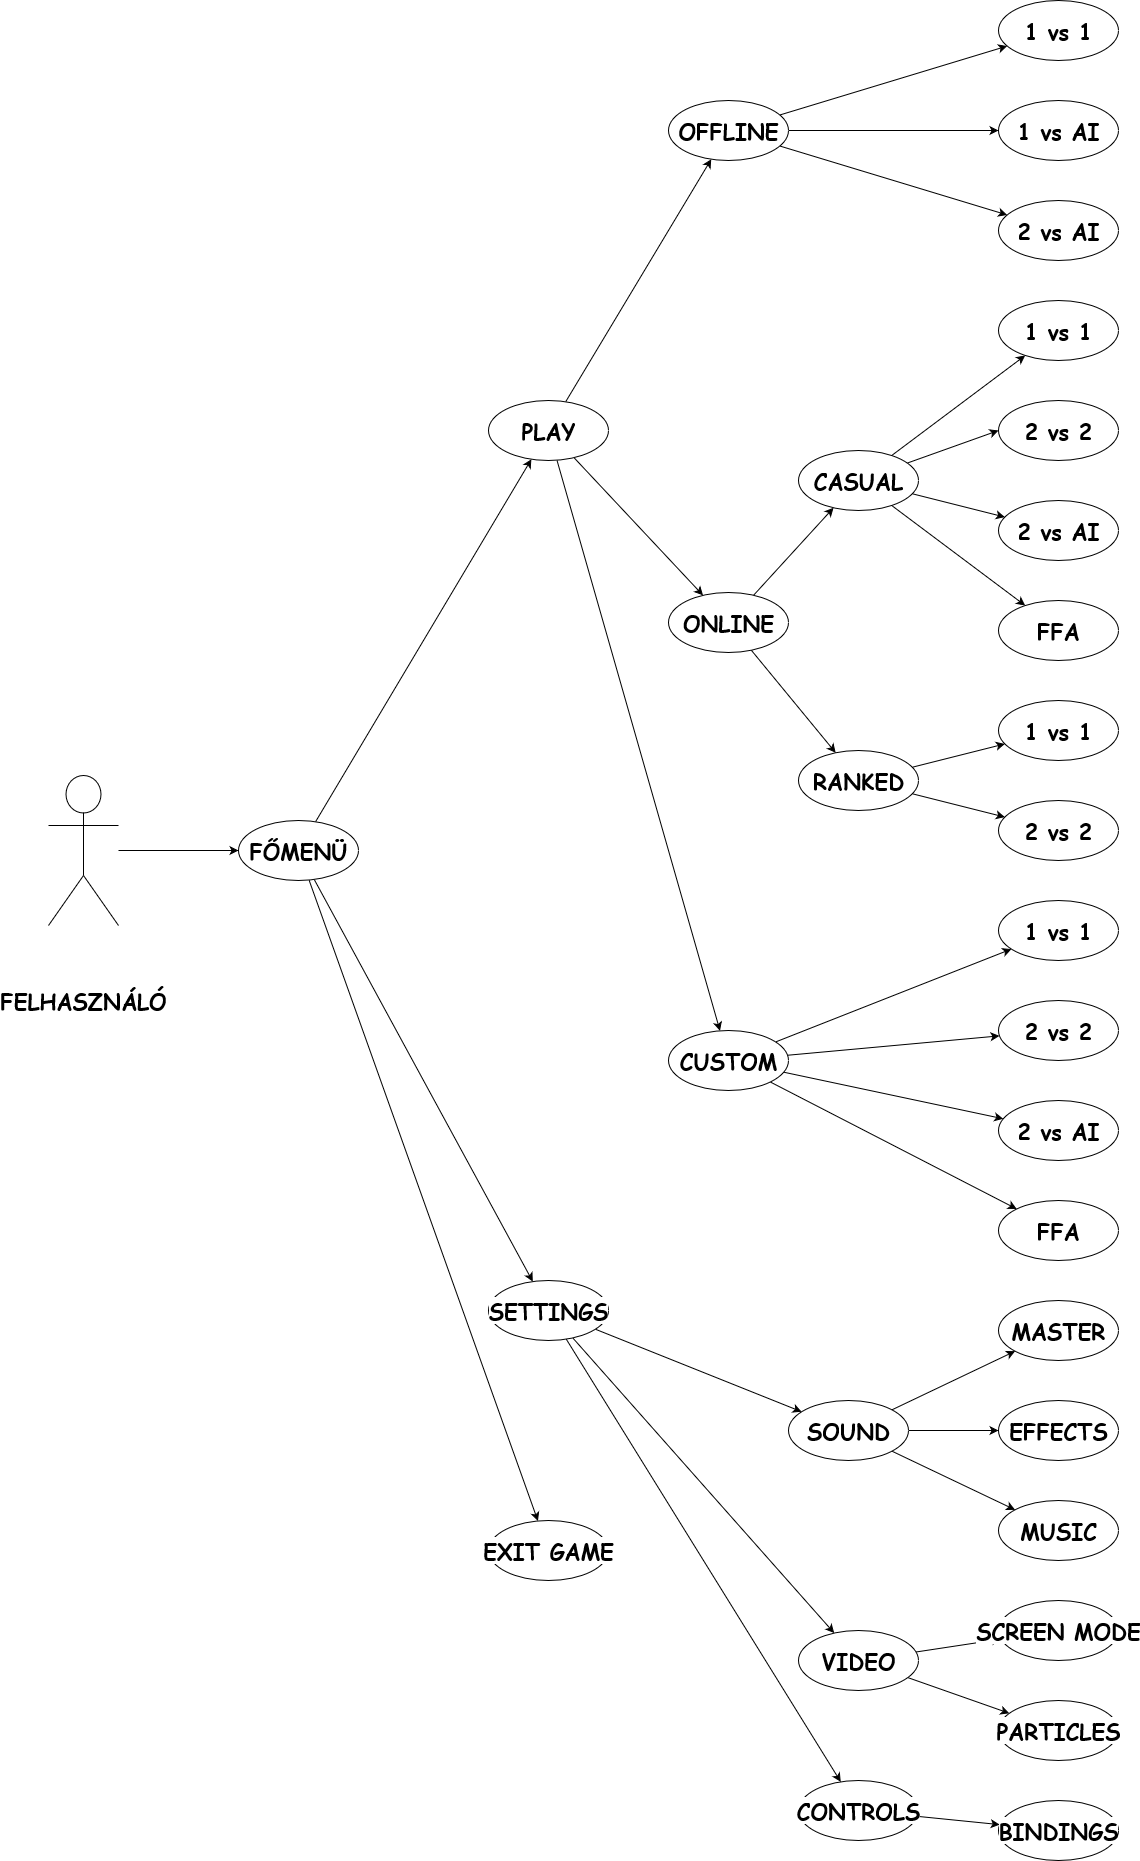 1 vs 1
OFFLINE
1 vs AI
2 vs AI
1 vs 1
PLAY
2 vs 2
CASUAL
2 vs AI
ONLINE
FFA
1 vs 1
RANKED
2 vs 2
FŐMENÜ
1 vs 1
FELHASZNÁLÓ
2 vs 2
CUSTOM
2 vs AI
FFA
SETTINGS
MASTER
SOUND
EFFECTS
MUSIC
EXIT GAME
SCREEN MODE
VIDEO
PARTICLES
CONTROLS
BINDINGS